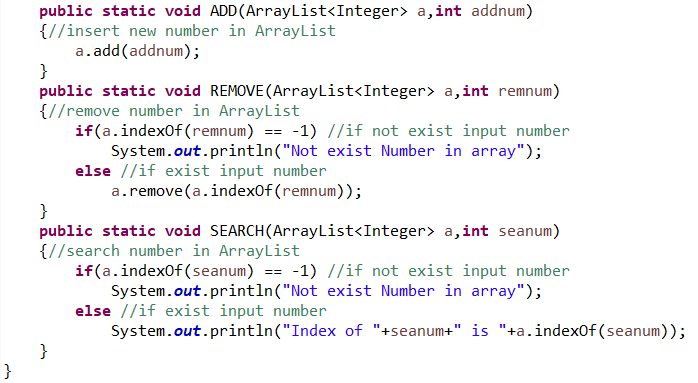 public static void ADD(ArrayList<Integer> a,int addnum)
{//insert new number in ArrayList
a.add(addnum);
}
public static void REMOVE(ArrayList<Integer> a,int remnum)
{//remove number in ArrayList
if(a.indexOf(remnum) == -1) //if not exist input number
System.out.println("Not exist Number in array");
else //if exist input number
a.remove(a.indexOf(remnum));
}
public static void SEARCH(ArrayList<Integer> a,int seanum)
{//search number in ArrayList
if(a.indexOf(seanum) == -1) //if not exist input number
System.out.println("Not exist Number in array");
else //if exist input number
System.out.println("Index of "+seanum+" is "+a.indexOf(seanum));
}
}